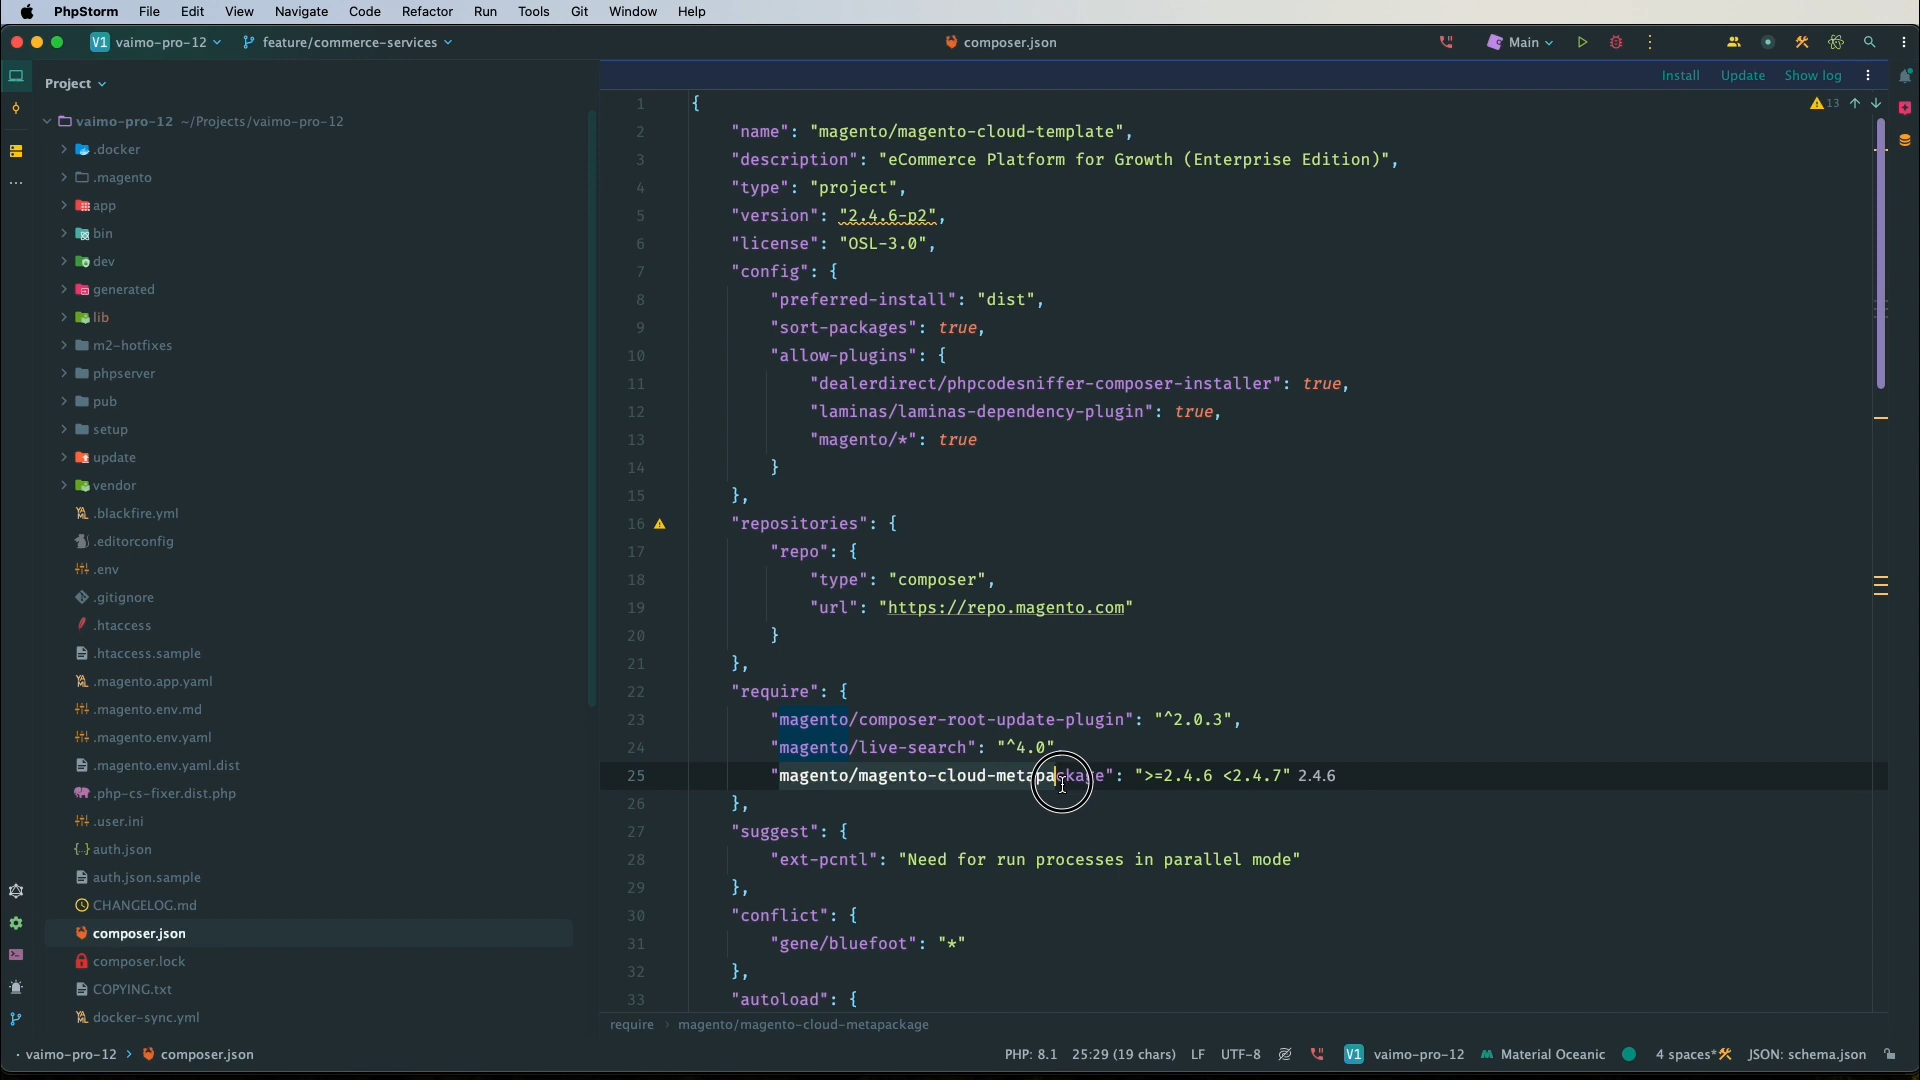 PhpStorm File Edit View Navigate Code Refactor Run Tools Git Window Help
V1 vaimo-pro-12 feature/commerce-services composer.json Main
Project
Install Update Show log
vaimo-pro-12 ~/Projects/vaimo-pro-12
.docker
.magento
app
bin
dev
generated
lib
m2-hotfixes
phpserver
pub
setup
update
vendor
.blackfire.yml
.editorconfig
.env
.gitignore
.htaccess
.htaccess.sample
.magento.app.yaml
.magento.env.md
.magento.env.yaml
.magento.env.yaml.dist
.php-cs-fixer.dist.php
.user.ini
auth.json
auth.json.sample
CHANGELOG.md
composer.json
composer.lock
COPYING.txt
docker-sync.yml
13
1 {
2 "name": "magento/magento-cloud-template",
3 "description": "eCommerce Platform for Growth (Enterprise Edition)",
4 "type": "project",
5 "version": "2.4.6-p2",
6 "license": "OSL-3.0",
7 "config": {
8 "preferred-install": "dist",
9 "sort-packages": true,
10 "allow-plugins": {
11 "dealerdirect/phpcodesniffer-composer-installer": true,
12 "laminas/laminas-dependency-plugin": true,
13 "magento/*": true
14 }
15 },
16 "repositories": {
17 "repo": {
18 "type": "composer",
19 "url": "https://repo.magento.com"
20 }
21 },
22 "require": {
23 "magento/composer-root-update-plugin": "^2.0.3",
24 "magento/live-search": "^4.0"
25 "magento/magento-cloud-metapackage": ">=2.4.6 <2.4.7" 2.4.6
26 },
27 "suggest": {
28 "ext-pcntl": "Need for run processes in parallel mode"
29 },
30 "conflict": {
31 "gene/bluefoot": "*"
32 },
33 "autoload": {
require magento/magento-cloud-metapackage
vaimo-pro-12 composer.json PHP: 8.1 25:29 (19 chars) LF UTF-8 V1 vaimo-pro-12 Material Oceanic 4 spaces* JSON: schema.json